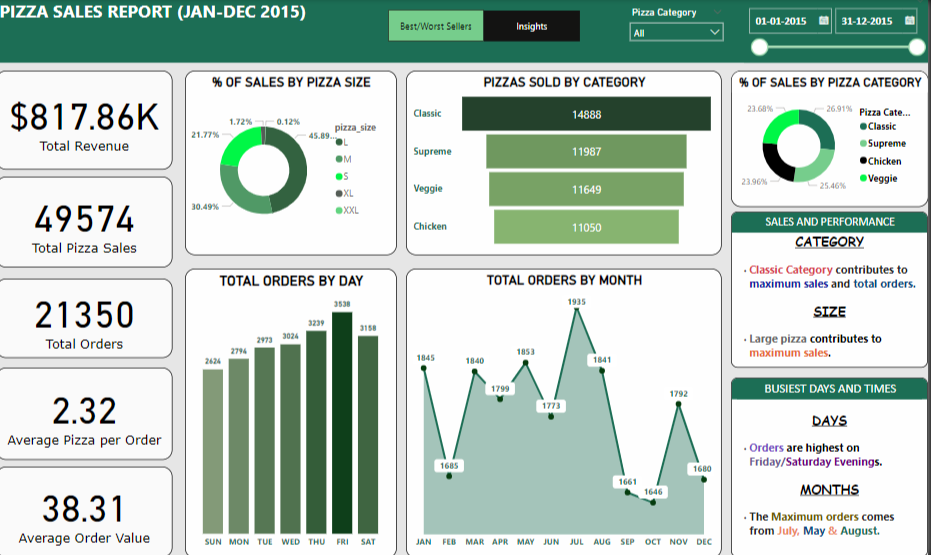 PIZZA SALES REPORT (JAN-DEC 2015)
Best/Worst Sellers
Insights
Pizza Category
All
01-01-2015
31-12-2015
$817.86K
Total Revenue
49574
Total Pizza Sales
21350
Total Orders
2.32
Average Pizza per Order
38.31
Average Order Value
% OF SALES BY PIZZA SIZE
1.72%
0.12%
21.77%
45.89...
30.49%
pizza_size
L
M
S
XL
XXL
PIZZAS SOLD BY CATEGORY
Classic
14888
Supreme
11987
Veggie
11649
Chicken
11050
% OF SALES BY PIZZA CATEGORY
23.68%
26.91%
23.96%
25.46%
Pizza Cate...
Classic
Supreme
Chicken
Veggie
TOTAL ORDERS BY DAY
2624
2794
2973
3024
3239
3538
3158
SUN MON TUE WED THU FRI SAT
TOTAL ORDERS BY MONTH
1845
1685
1840
1799
1853
1773
1935
1841
1661
1646
1792
1680
JAN FEB MAR APR MAY JUN JUL AUG SEP OCT NOV DEC
SALES AND PERFORMANCE
CATEGORY
• Classic Category contributes to
maximum sales and total orders.
SIZE
• Large pizza contributes to
maximum sales.
BUSIEST DAYS AND TIMES
DAYS
• Orders are highest on
Friday/Saturday Evenings.
MONTHS
• The Maximum orders comes
from July, May & August.